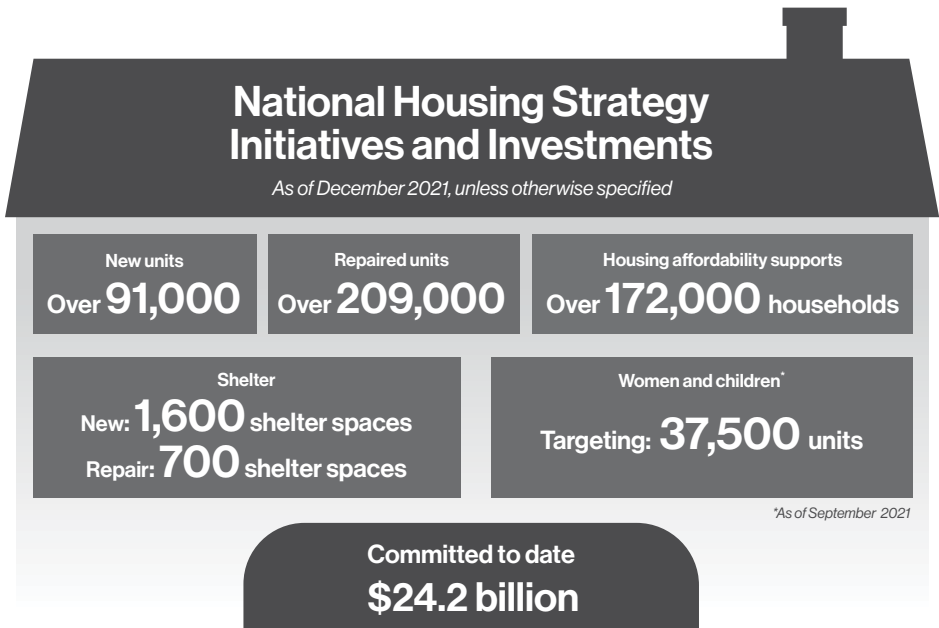 National Housing Strategy
Initiatives and Investments
As of December 2021, unless otherwise specified
New units
Over 91,000
Repaired units
Over 209,000
Housing affordability supports
Over 172,000 households
Shelter
New: 1,600 shelter spaces
Repair: 700 shelter spaces
Women and children*
Targeting: 37,500 units
*As of September 2021
Committed to date
$24.2 billion